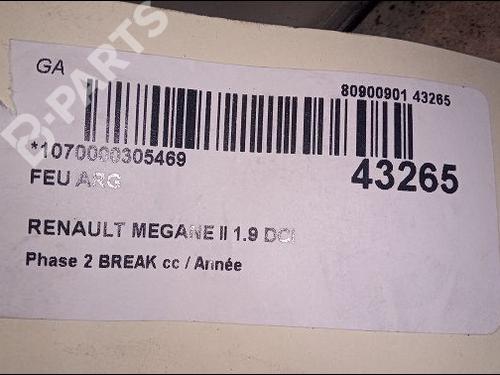 GA
80900901 43265
*1070000305469
43265
FEU ARG
RENAULT MEGANE II 1.9 DCI
Phase 2 BREAK cc / Année
B-PARTS